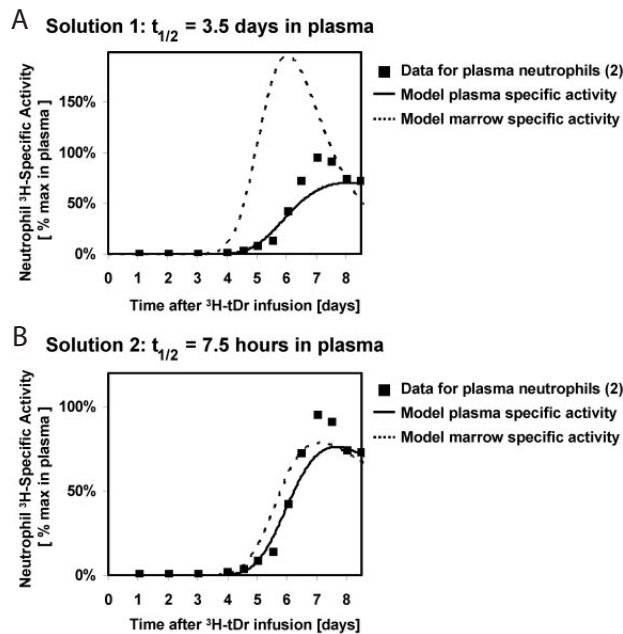 A
Solution 1: t1/2 = 3.5 days in plasma
Neutrophil ³H-Specific Activity
[ % max in plasma ]
150%
100%
50%
0%
0 1 2 3 4 5 6 7 8
Time after ³H-tDr infusion [days]
Data for plasma neutrophils (2)
Model plasma specific activity
Model marrow specific activity
B
Solution 2: t1/2 = 7.5 hours in plasma
Neutrophil ³H-Specific Activity
[ % max in plasma ]
100%
50%
0%
0 1 2 3 4 5 6 7 8
Time after ³H-tDr infusion [days]
Data for plasma neutrophils (2)
Model plasma specific activity
Model marrow specific activity